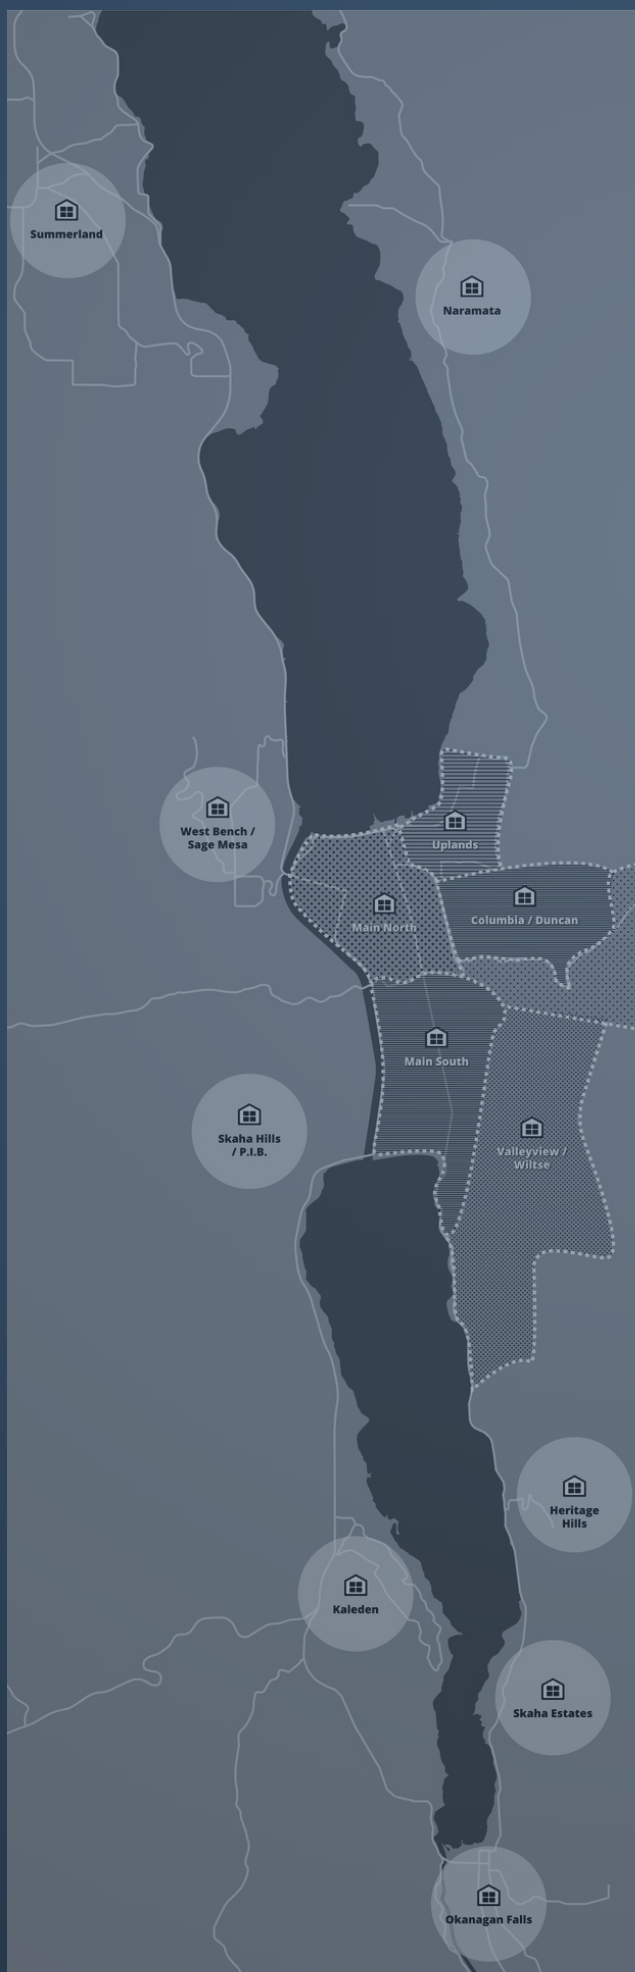 Summerland
Naramata
West Bench /
Sage Mesa
Uplands
Main North
Columbia / Duncan
Main South
Skaha Hills
/ P.I.B.
Valleyview /
Wiltse
Heritage
Hills
Kaleden
Skaha Estates
Okanagan Falls